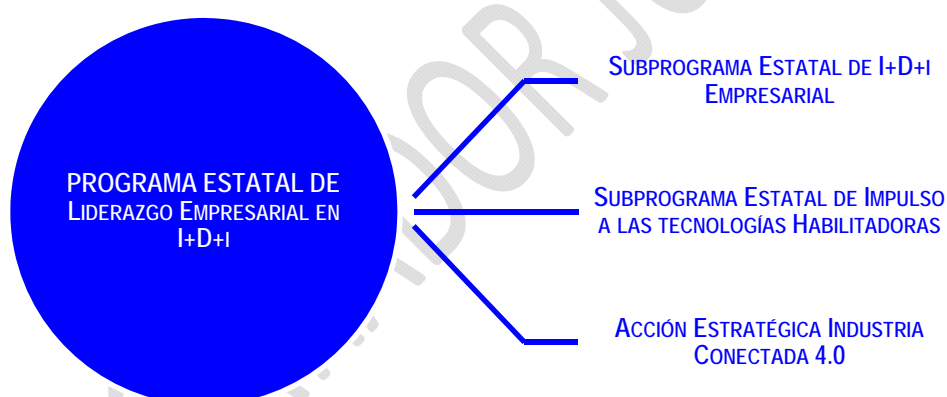 PROGRAMA ESTATAL DE
LIDERAZGO EMPRESARIAL EN
I+D+I
SUBPROGRAMA ESTATAL DE I+D+I
EMPRESARIAL
SUBPROGRAMA ESTATAL DE IMPULSO
A LAS TECNOLOGÍAS HABILITADORAS
ACCIÓN ESTRATÉGICA INDUSTRIA
CONECTADA 4.0